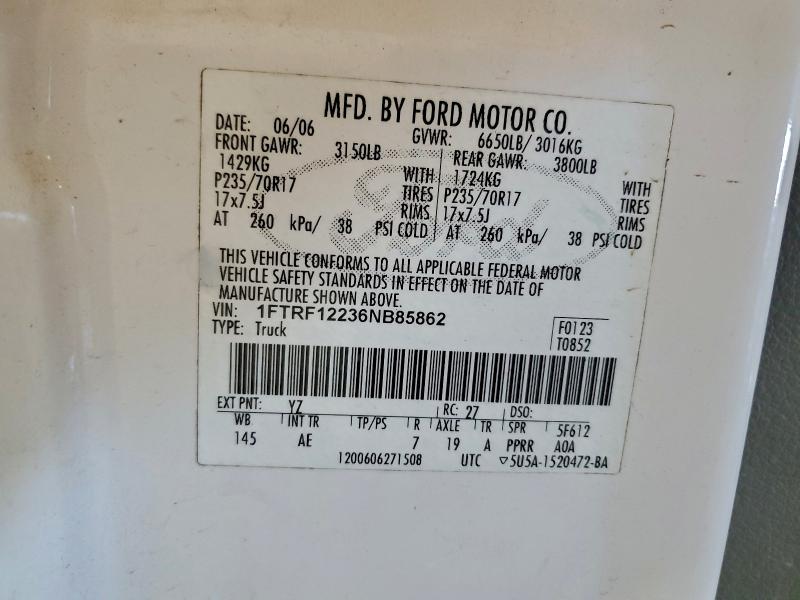 MFD. BY FORD MOTOR CO.
DATE: 06/06 GVWR: 6650LB/ 3016KG
FRONT GAWR: 3150LB REAR GAWR: 3800LB
1429KG WITH 1724KG WITH
P235/70R17 TIRES P235/70R17 TIRES
17x7.5J RIMS 17x7.5J RIMS
AT 260 kPa/ 38 PSI COLD AT 260 kPa/ 38 PSI COLD
Ford
THIS VEHICLE CONFORMS TO ALL APPLICABLE FEDERAL MOTOR
VEHICLE SAFETY STANDARDS IN EFFECT ON THE DATE OF
MANUFACTURE SHOWN ABOVE.
VIN: 1FTRF12236NB85862
TYPE: Truck
F0123
T0852
EXT PNT: YZ RC: 27 DSO:
WB INT TR TP/PS R AXLE TR SPR 5F612
145 AE 7 19 A PPRR A0A
1200606271508 UTC ▽5U5A-1520472-BA